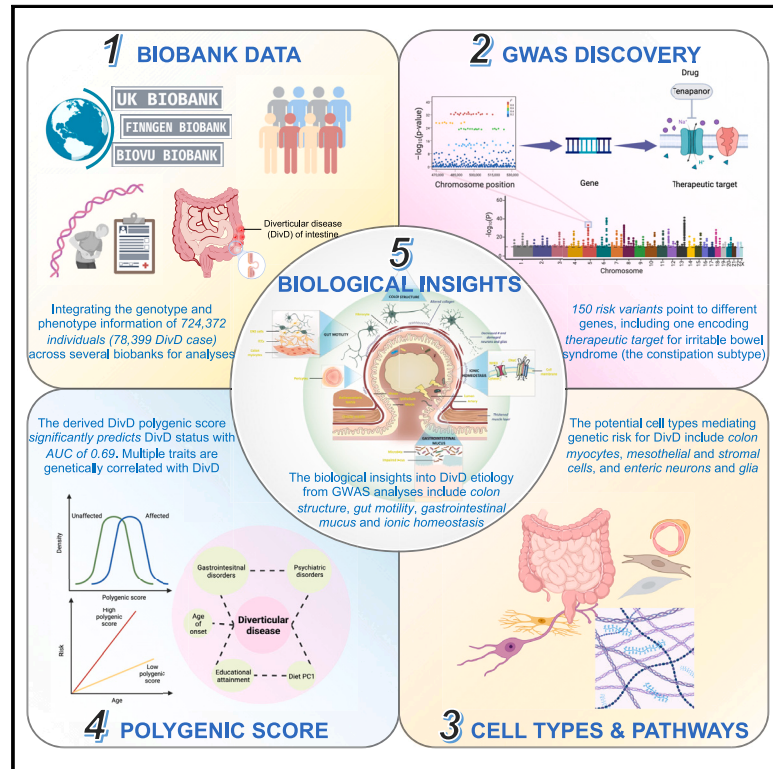 1 BIOBANK DATA
UK BIOBANK
FINNGEN BIOBANK
BIOVU BIOBANK
Diverticular disease
(DivD) of intestine
Integrating the genotype and
phenotype information of 724,372
individuals (78,399 DivD case)
across several biobanks for analyses
2 GWAS DISCOVERY
-log10(p-value)
Chromosome position
Gene
Drug
Tenapanor
Na+
H+
Therapeutic target
-log10(P)
Chromosome
150 risk variants point to different
genes, including one encoding
therapeutic target for irritable bowel
syndrome (the constipation subtype)
5
BIOLOGICAL INSIGHTS
COLON STRUCTURE
GUT MOTILITY
IONIC
HOMEOSTASIS
GASTROINTESTINAL
MUCUS
The biological insights into DivD etiology
from GWAS analyses include colon
structure, gut motility, gastrointestinal
mucus and ionic homeostasis
The derived DivD polygenic score
significantly predicts DivD status with
AUC of 0.69. Multiple traits are
genetically correlated with DivD
Unaffected
Affected
Density
Polygenic score
High
polygenic
score
Low
polygenic
score
Risk
Age
Gastrointesitnal
disorders
Psychiatric
disorders
Age of
onset
Diverticular
disease
Educational
attainment
Diet PC1
4 POLYGENIC SCORE
The potential cell types mediating
genetic risk for DivD include colon
myocytes, mesothelial and stromal
cells, and enteric neurons and glia
3 CELL TYPES & PATHWAYS